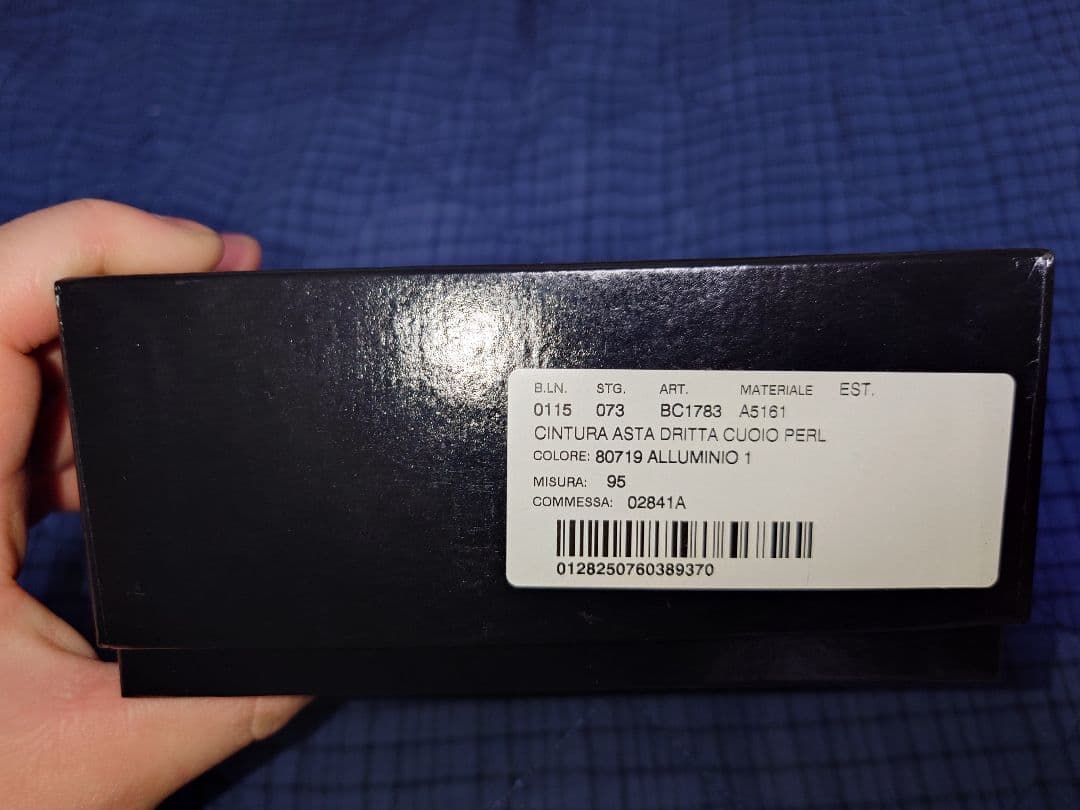 B.LN. STG. ART. MATERIALE EST.
0115 073 BC1783 A5161
CINTURA ASTA DRITTA CUOIO PERL
COLORE: 80719 ALLUMINIO 1
MISURA: 95
COMMESSA: 02841A
0128250760389370